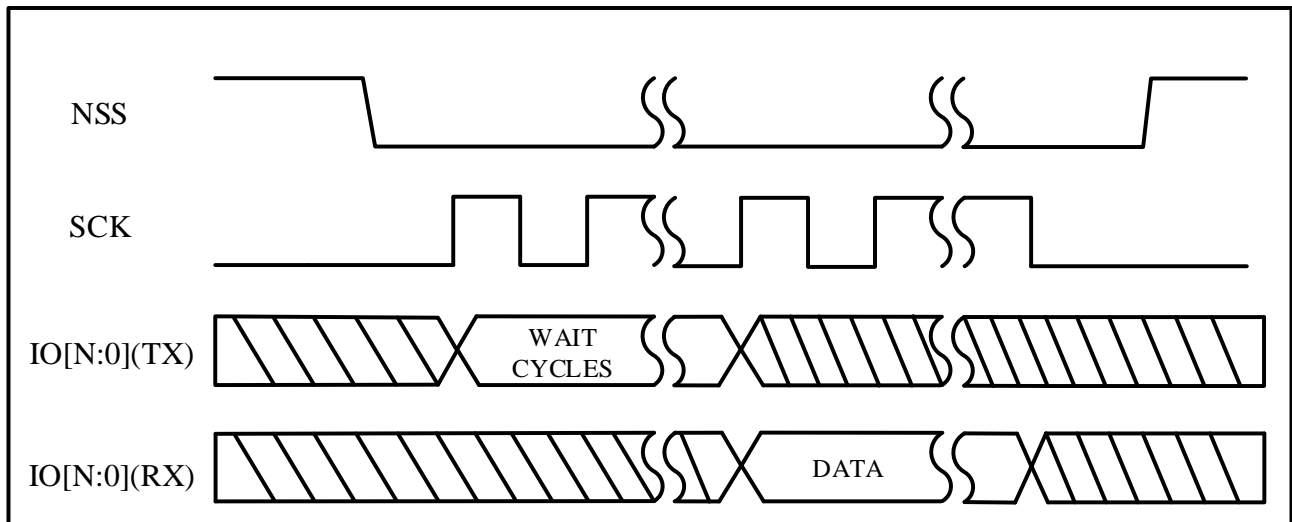 NSS
SCK
IO[N:0](TX)
WAIT
CYCLES
IO[N:0](RX)
DATA